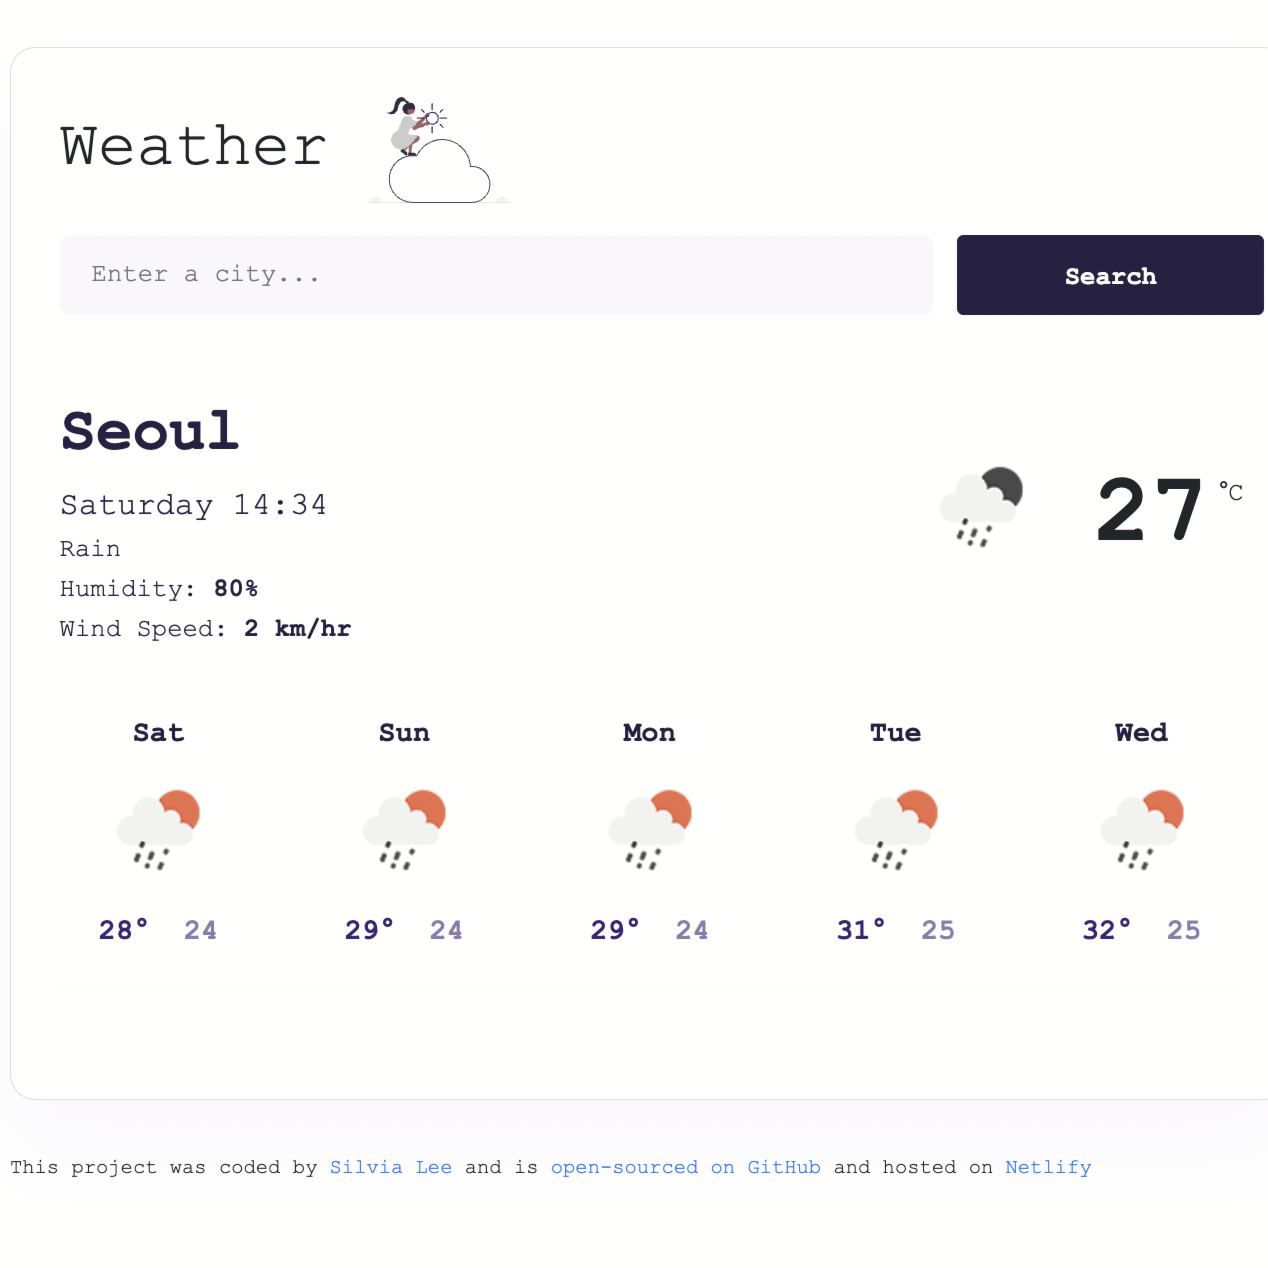 Weather
Enter a city...
Search
Seoul
Saturday 14:34
Rain
Humidity: 80%
Wind Speed: 2 km/hr
27 °C
Sat Sun Mon Tue Wed
28° 24 29° 24 29° 24 31° 25 32° 25
This project was coded by Silvia Lee and is open-sourced on GitHub and hosted on Netlify